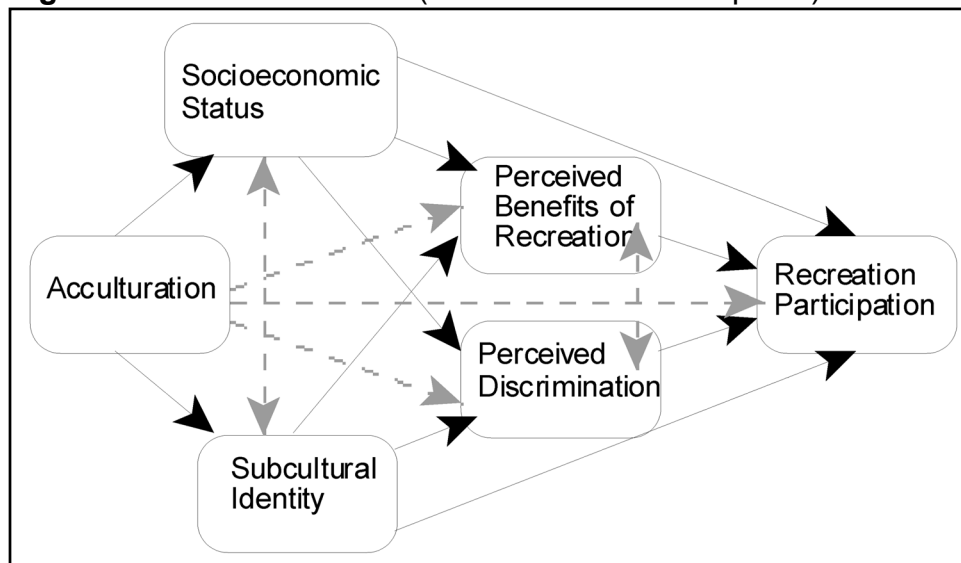 Socioeconomic
Status
Perceived
Benefits of
Recreation
Acculturation
Recreation
Participation
Perceived
Discrimination
Subcultural
Identity